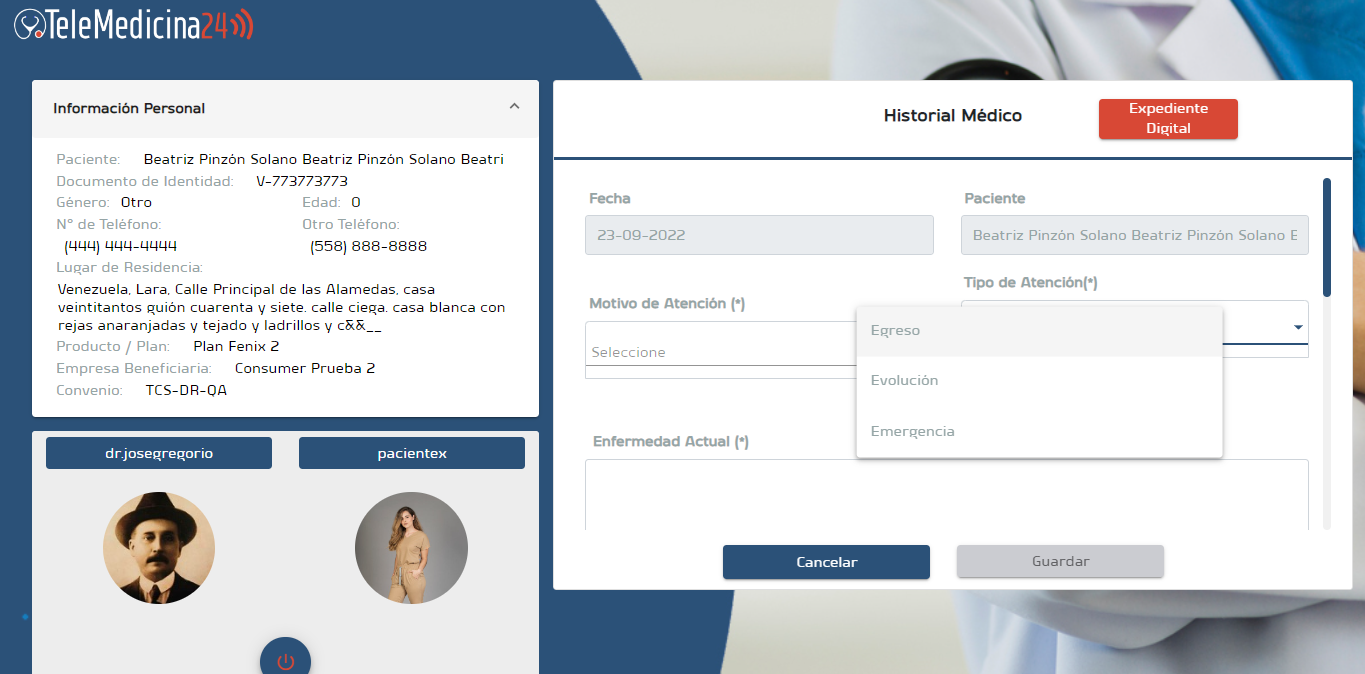 TeleMedicina24
Información Personal
Paciente: Beatriz Pinzón Solano Beatriz Pinzón Solano Beatri
Documento de Identidad: V-773773773
Género: Otro Edad: 0
N° de Teléfono: Otro Teléfono:
(444) 444-4444 (558) 888-8888
Lugar de Residencia:
Venezuela, Lara, Calle Principal de las Alamedas, casa
veintitantos guión cuarenta y siete. calle ciega. casa blanca con
rejas anaranjadas y tejado y ladrillos y c&&__
Producto / Plan: Plan Fenix 2
Empresa Beneficiaria: Consumer Prueba 2
Convenio: TCS-DR-QA
dr.josegregorio
pacientex
Historial Médico
Expediente
Digital
Fecha
23-09-2022
Paciente
Beatriz Pinzón Solano Beatriz Pinzón Solano E
Motivo de Atención (*)
Seleccione
Tipo de Atención(*)
Egreso
Evolución
Emergencia
Enfermedad Actual (*)
Cancelar
Guardar